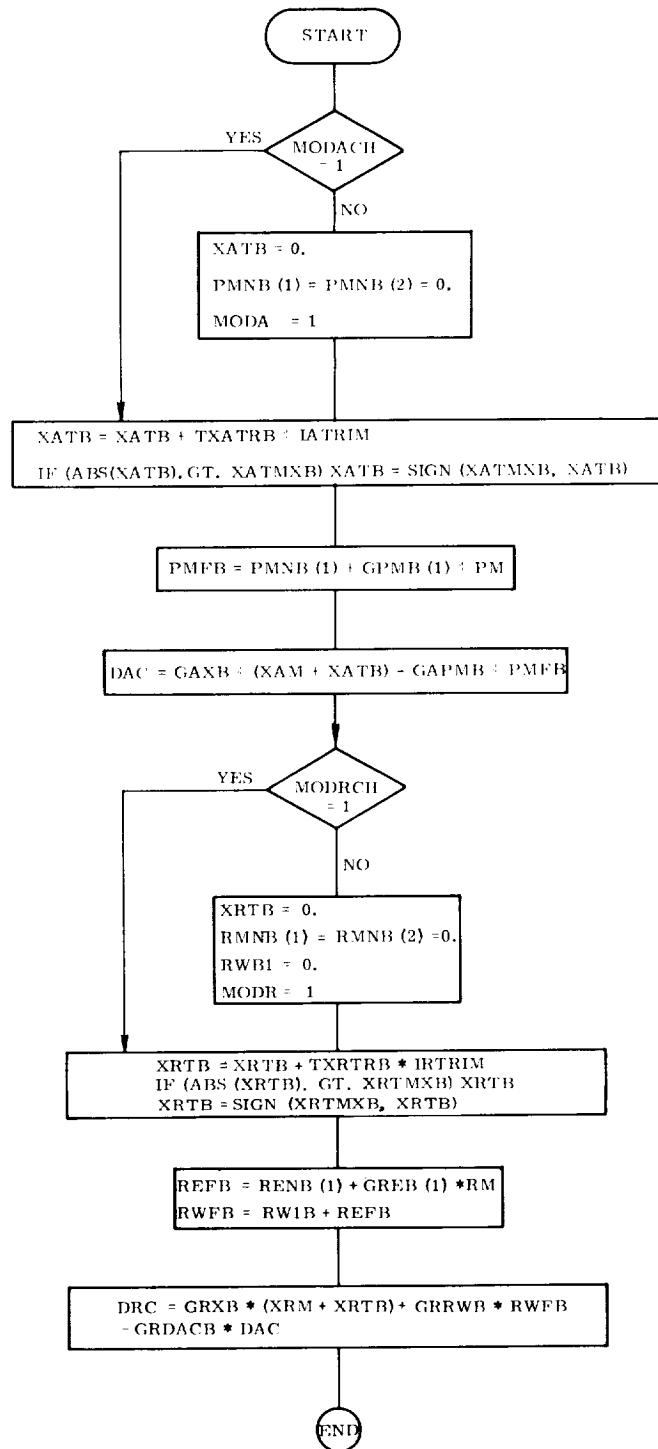 START
YES
MODACH
= 1
NO
XATB = 0.
PMNB (1) = PMNB (2) = 0.
MODA = 1
XATB = XATB + TXATRB * IATRIM
IF (ABS(XATB). GT. XATMXB) XATB = SIGN (XATMXB, XATB)
PMFB = PMNB (1) + GPMB (1) * PM
DAC = GAXB * (XAM + XATB) - GAPMB * PMFB
YES
MODRCH
= 1
NO
XRTB = 0.
RMNB (1) = RMNB (2) =0.
RWB1 = 0.
MODR = 1
XRTB = XRTB + TXRTRB * IRTRIM
IF (ABS (XRTB). GT. XRTMXB) XRTB
XRTB = SIGN (XRTMXB, XRTB)
REFB = RENB (1) + GREB (1) *RM
RWFB = RW1B + REFB
DRC = GRXB * (XRM + XRTB) + GRRWB * RWFB
- GRDACB * DAC
END